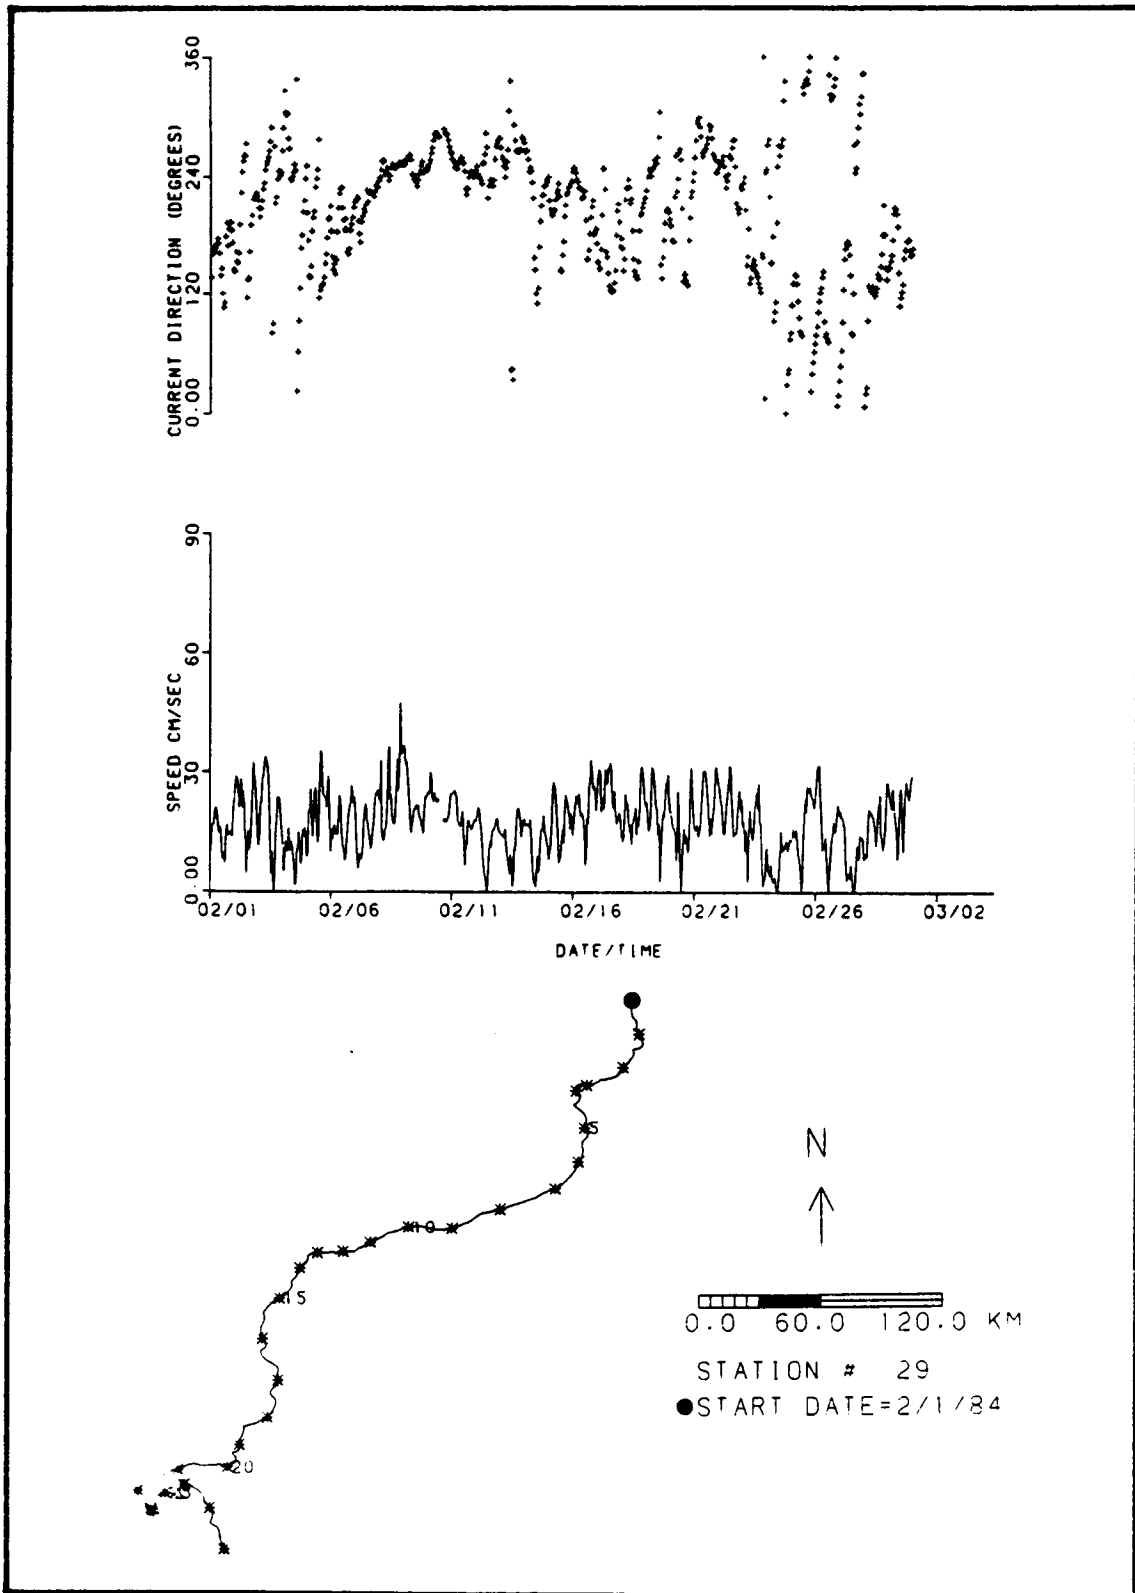 360
240
120
0.00
CURRENT DIRECTION (DEGREES)
90
60
30
0.00
SPEED CM/SEC
02/01 02/06 02/11 02/16 02/21 02/26 03/02
DATE/TIME
5
N
10
15
0.0 60.0 120.0 KM
STATION # 29
START DATE=2/1/84
20